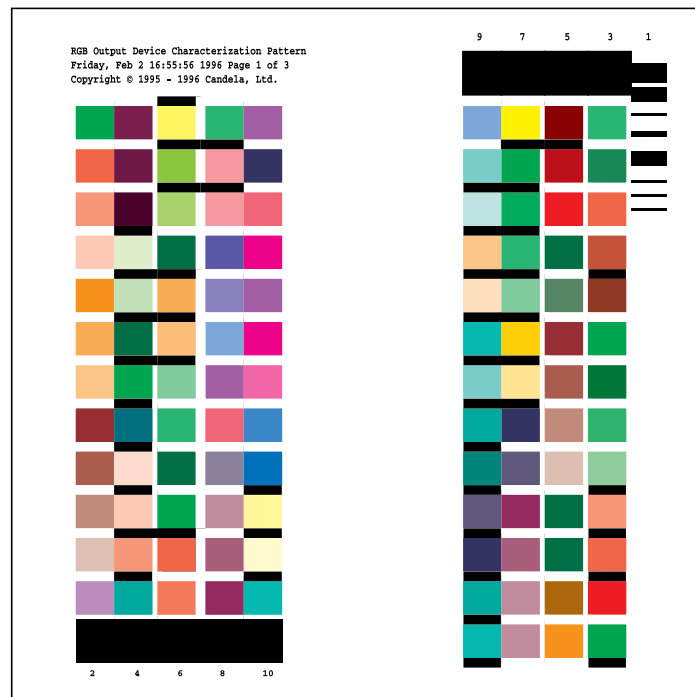 9 7 5 3 1
RGB Output Device Characterization Pattern
Friday, Feb 2 16:55:56 1996 Page 1 of 3
Copyright © 1995 - 1996 Candela, Ltd.
2 4 6 8 10